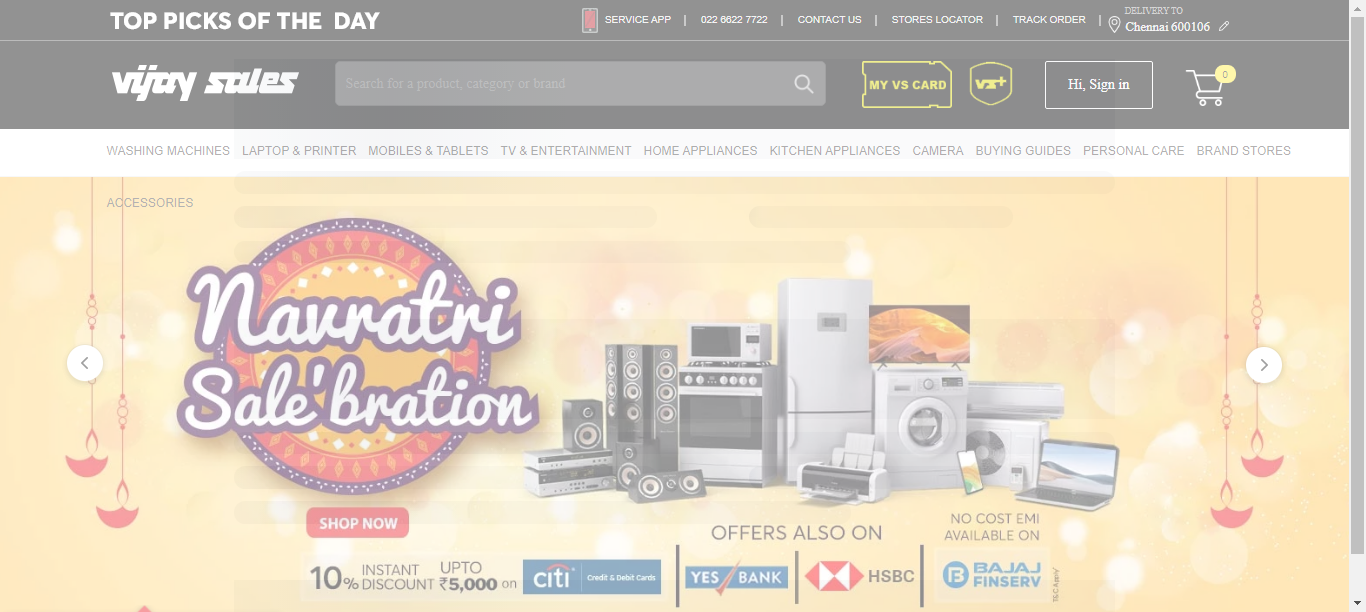 TOP PICKS OF THE DAY
SERVICE APP | 022 6622 7722 | CONTACT US | STORES LOCATOR | TRACK ORDER |
DELIVERY TO
Chennai 600106
vijay sales
Search for a product, category or brand
MY VS CARD
VS+
Hi, Sign in
0
WASHING MACHINES LAPTOP & PRINTER MOBILES & TABLETS TV & ENTERTAINMENT HOME APPLIANCES KITCHEN APPLIANCES CAMERA BUYING GUIDES PERSONAL CARE BRAND STORES
ACCESSORIES
Navratri
Sale'bration
SHOP NOW
10% INSTANT DISCOUNT UPTO ₹5,000 on
citi Credit & Debit Cards
OFFERS ALSO ON
YES BANK
HSBC
NO COST EMI
AVAILABLE ON
B BAJAJ
FINSERV
T&C Apply